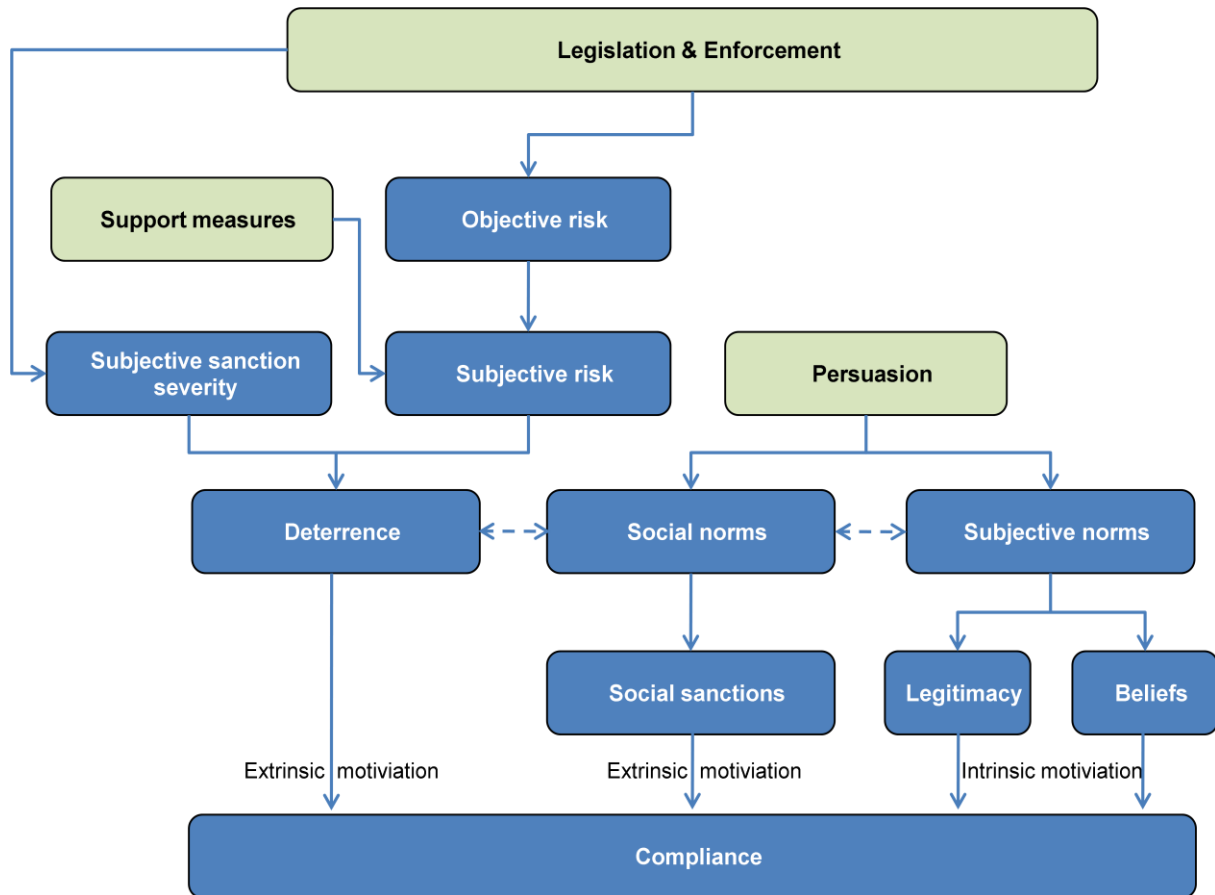 Legislation & Enforcement
Support measures
Objective risk
Subjective sanction
severity
Subjective risk
Persuasion
Deterrence
Social norms
Subjective norms
Social sanctions
Legitimacy
Beliefs
Extrinsic motiviation
Extrinsic motiviation
Intrinsic motiviation
Compliance